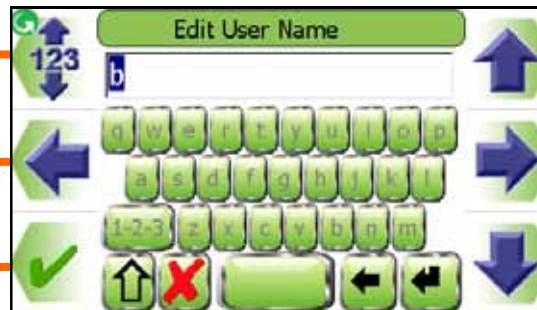 Edit User Name
123
b
q w e r t y u i o p
a s d f g h j k l
1-2-3 z x c v b n m